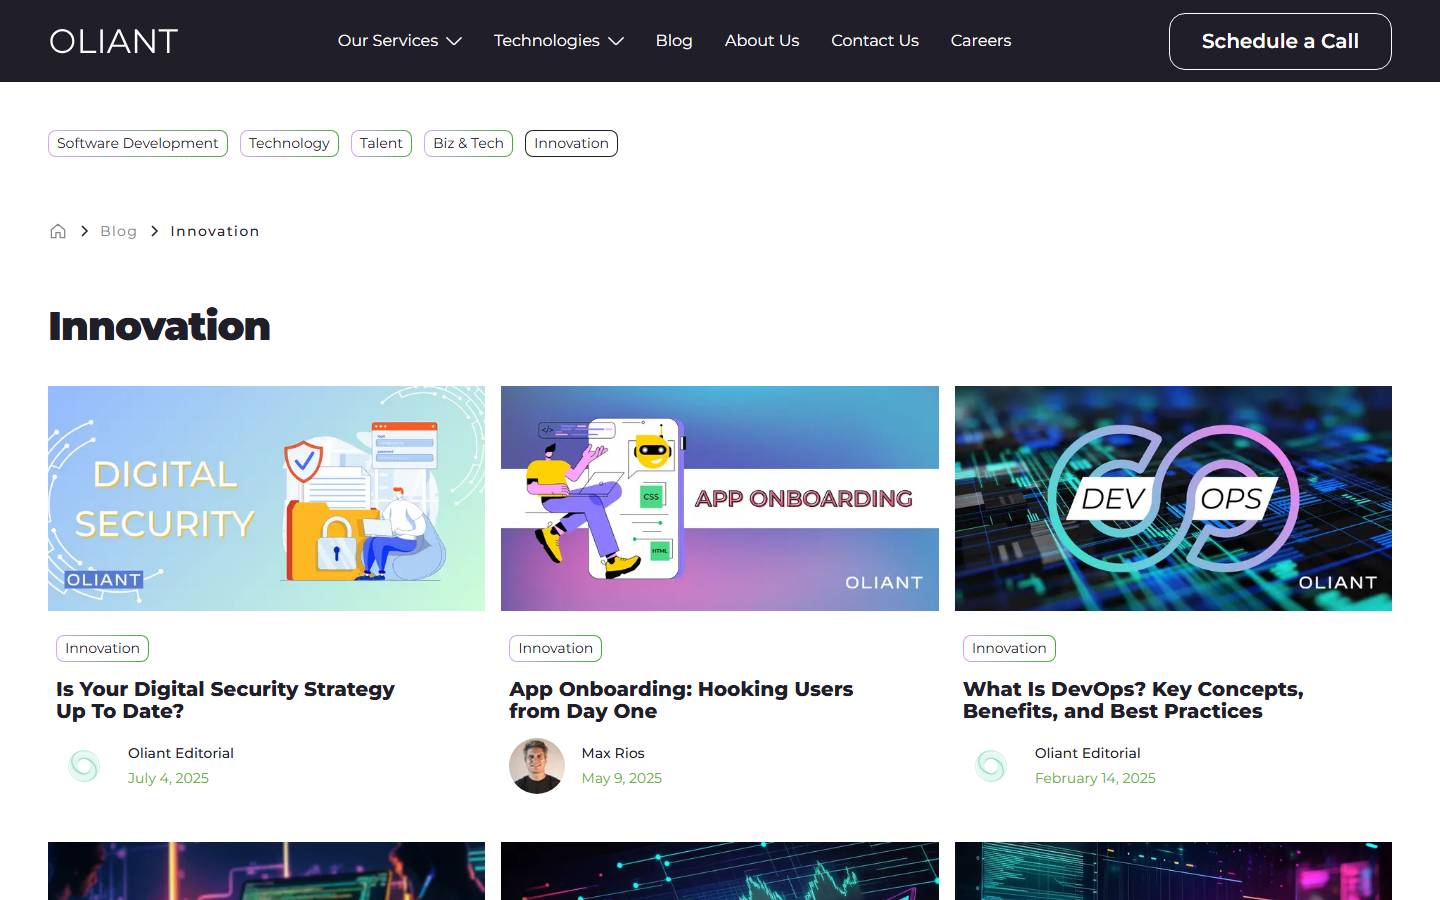 OLIANT
Our Services
Technologies
Blog
About Us
Contact Us
Careers
Schedule a Call
Software Development
Technology
Talent
Biz & Tech
Innovation
Blog
Innovation
Innovation
DIGITAL
SECURITY
OLIANT
</>
CSS
HTML
APP ONBOARDING
OLIANT
DEV
OPS
OLIANT
Innovation
Is Your Digital Security Strategy
Up To Date?
Oliant Editorial
July 4, 2025
Innovation
App Onboarding: Hooking Users
from Day One
Max Rios
May 9, 2025
Innovation
What Is DevOps? Key Concepts,
Benefits, and Best Practices
Oliant Editorial
February 14, 2025